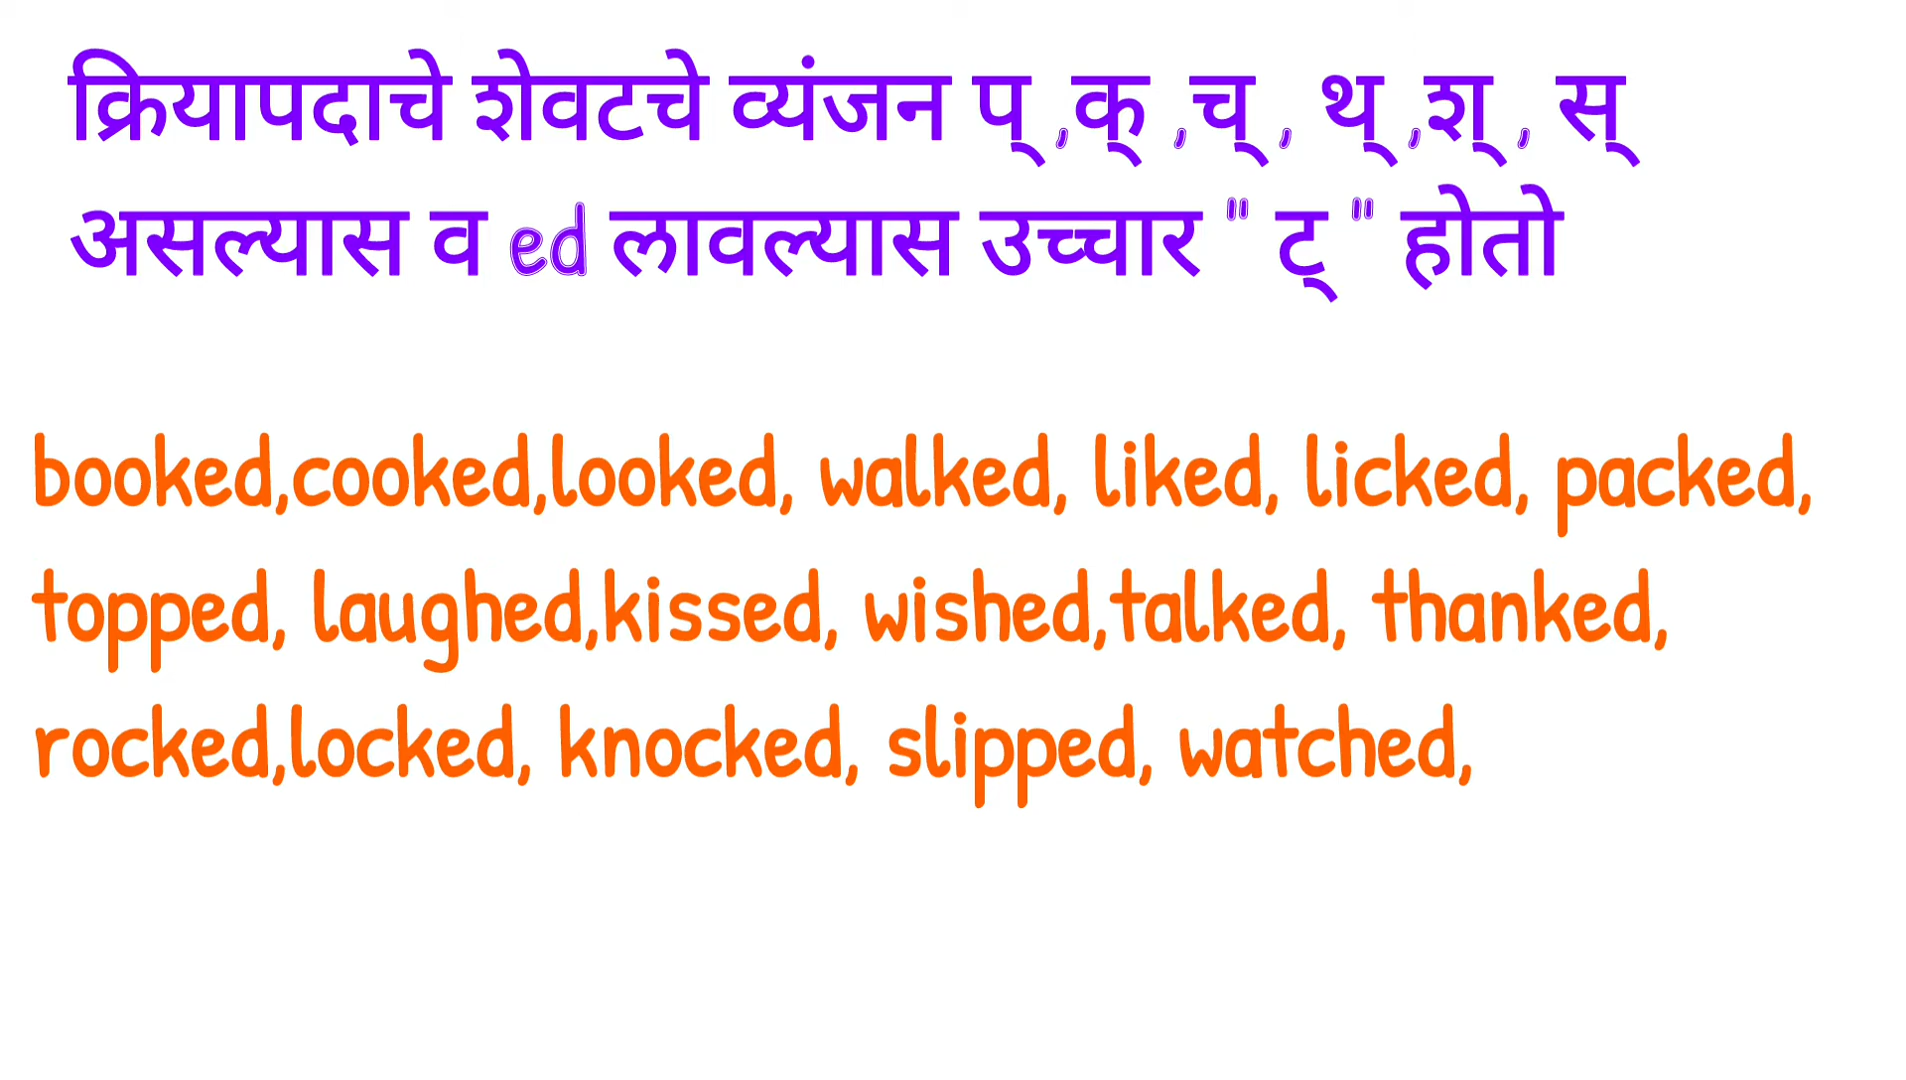 क्रियापदाचे शेवटचे व्यंजन प् ,क् ,च् , थ् ,श् , स्
असल्यास व ed लावल्यास उच्चार " ट् " होतो
booked,cooked,looked, walked, liked, licked, packed,
topped, laughed,kissed, wished,talked, thanked,
rocked,locked, knocked, slipped, watched,